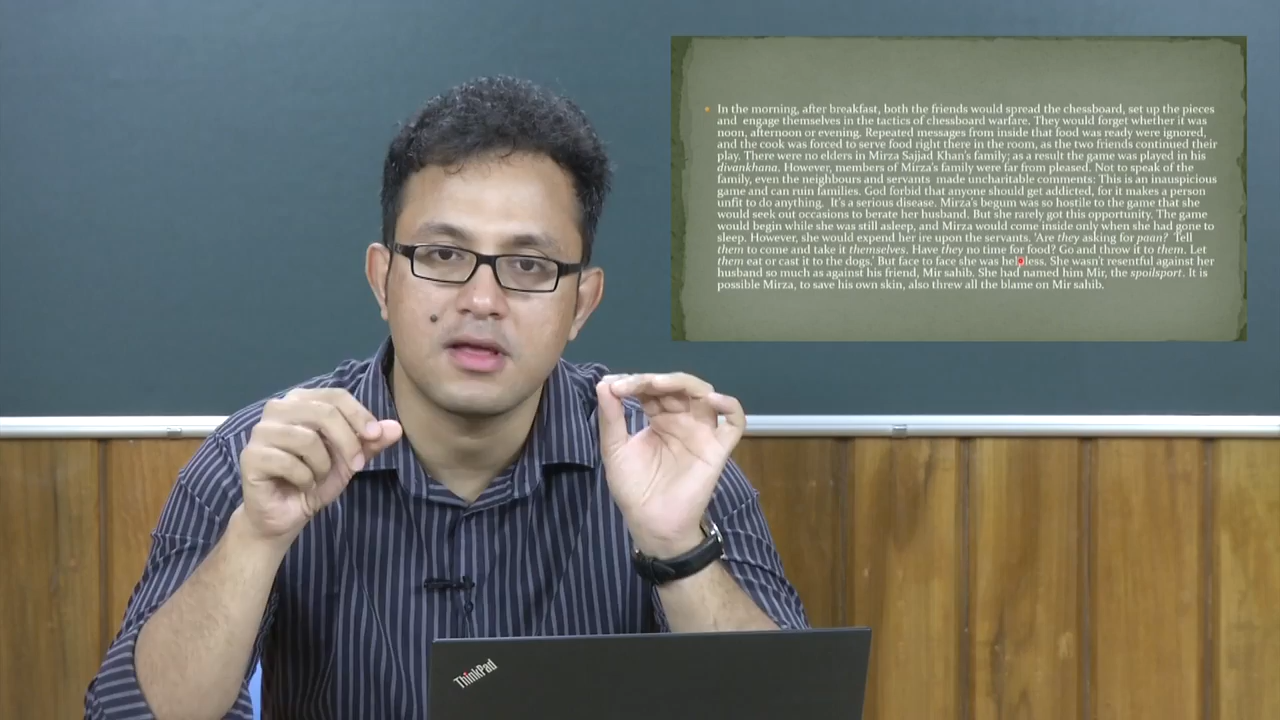 • In the morning, after breakfast, both the friends would spread the chessboard, set up the pieces
and engage themselves in the tactics of chessboard warfare. They would forget whether it was
noon, afternoon or evening. Repeated messages from inside that food was ready were ignored,
and the cook was forced to serve food right there in the room, as the two friends continued their
play. There were no elders in Mirza Sajjad Khan's family; as a result the game was played in his
divankhana. However, members of Mirza's family were far from pleased. Not to speak of the
family, even the neighbours and servants made uncharitable comments: 'This is an inauspicious
game and can ruin families. God forbid that anyone should get addicted, for it makes a person
unfit to do anything. It's a serious disease. Mirza's begum was so hostile to the game that she
would seek out occasions to berate her husband. But she rarely got this opportunity. The game
would begin while she was still asleep, and Mirza would come inside only when she had gone to
sleep. However, she would expend her ire upon the servants. 'Are they asking for paan? Tell
them to come and take it themselves. Have they no time for food? Go and throw it to them. Let
them eat or cast it to the dogs.' But face to face she was helpless. She wasn't resentful against her
husband so much as against his friend, Mir sahib. She had named him Mir, the spoilsport. It is
possible Mirza, to save his own skin, also threw all the blame on Mir sahib.
ThinkPad